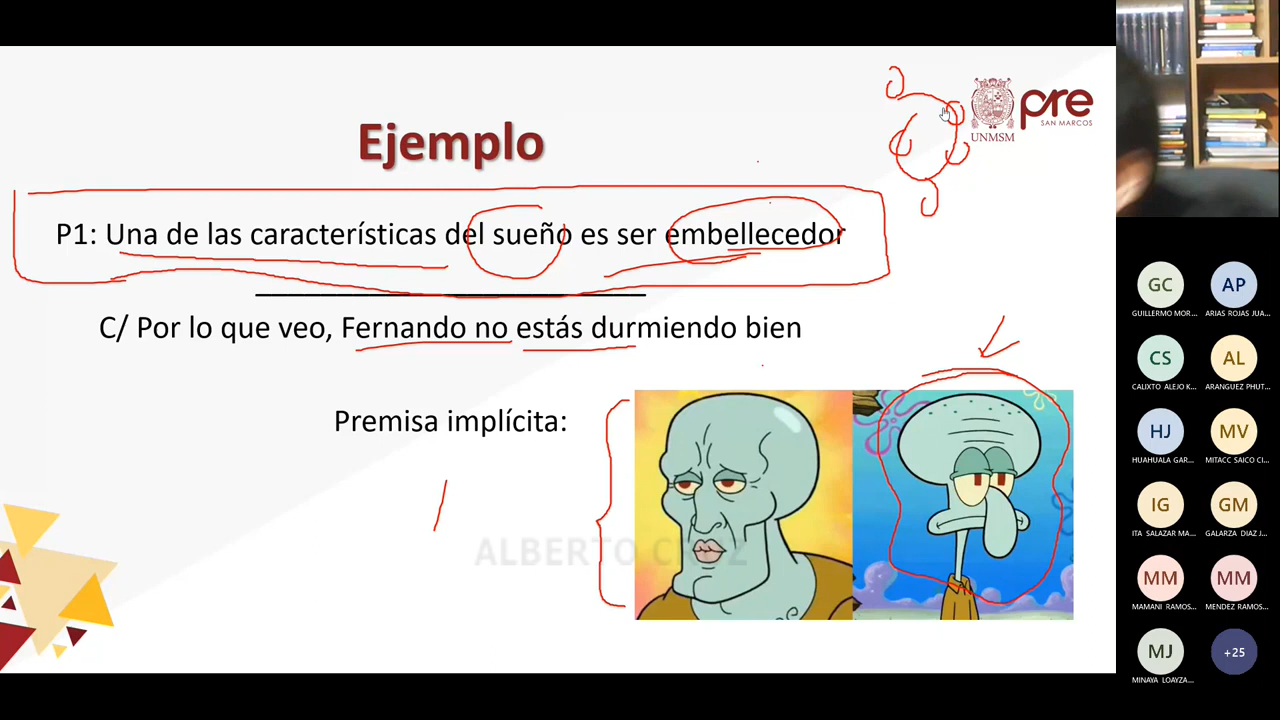 Ejemplo
UNMSM
pre
SAN MARCOS
P1: Una de las características del sueño es ser embellecedor
C/ Por lo que veo, Fernando no estás durmiendo bien
Premisa implícita:
ALBERTO CRUZ
GC
GUILLERMO MOR...
AP
ARIAS ROJAS JUA...
CS
CALIXTO ALEJO K...
AL
ARANGUEZ PHUT...
HJ
HUAHUALA GAR...
MV
MITACC SAICO CI...
IG
ITA SALAZAR MA...
GM
GALARZA DIAZ J...
MM
MAMANI RAMOS...
MM
MENDEZ RAMOS...
MJ
MINAYA LOAYZA...
+25